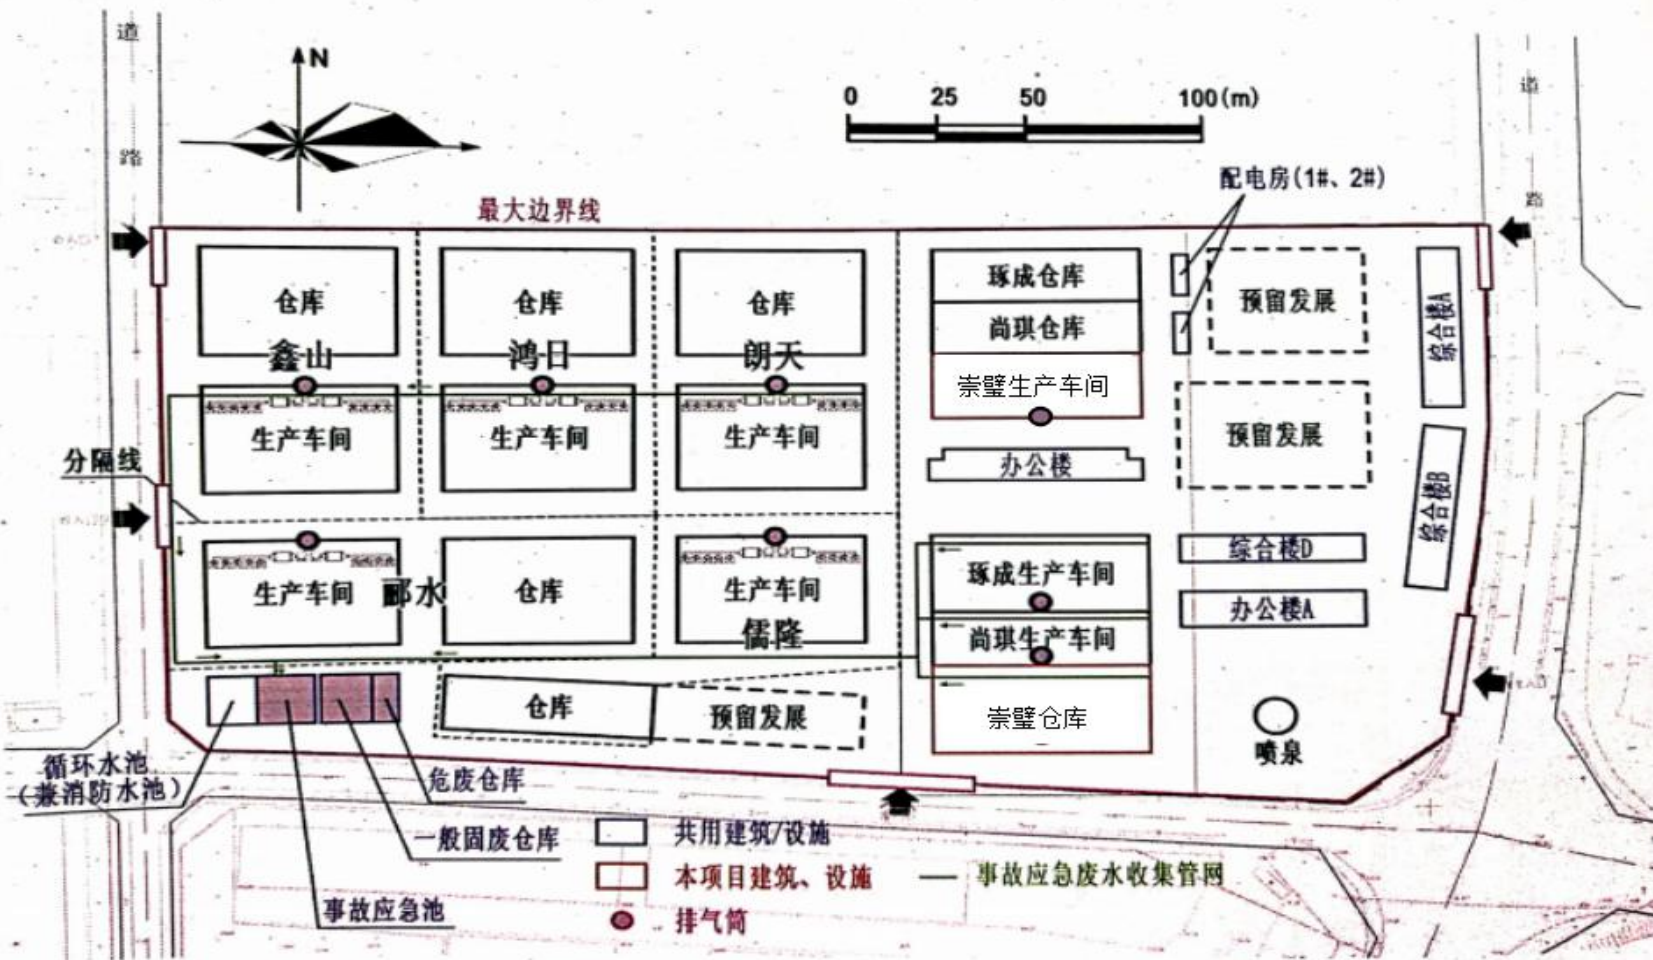 道
路
N
0 25 50 100(m)
道
路
配电房(1#、2#)
最大边界线
仓库
仓库
仓库
琢成仓库
尚琪仓库
预留发展
综合楼A
鑫山
鸿日
朗天
崇璧生产车间
生产车间
生产车间
生产车间
预留发展
办公楼
分隔线
综合楼B
生产车间
郦水
仓库
生产车间
儒隆
琢成生产车间
尚琪生产车间
综合楼D
办公楼A
仓库
预留发展
崇璧仓库
喷泉
循环水池
(兼消防水池)
危废仓库
一般固废仓库
事故应急池
共用建筑/设施
本项目建筑、设施
事故应急废水收集管网
排气筒